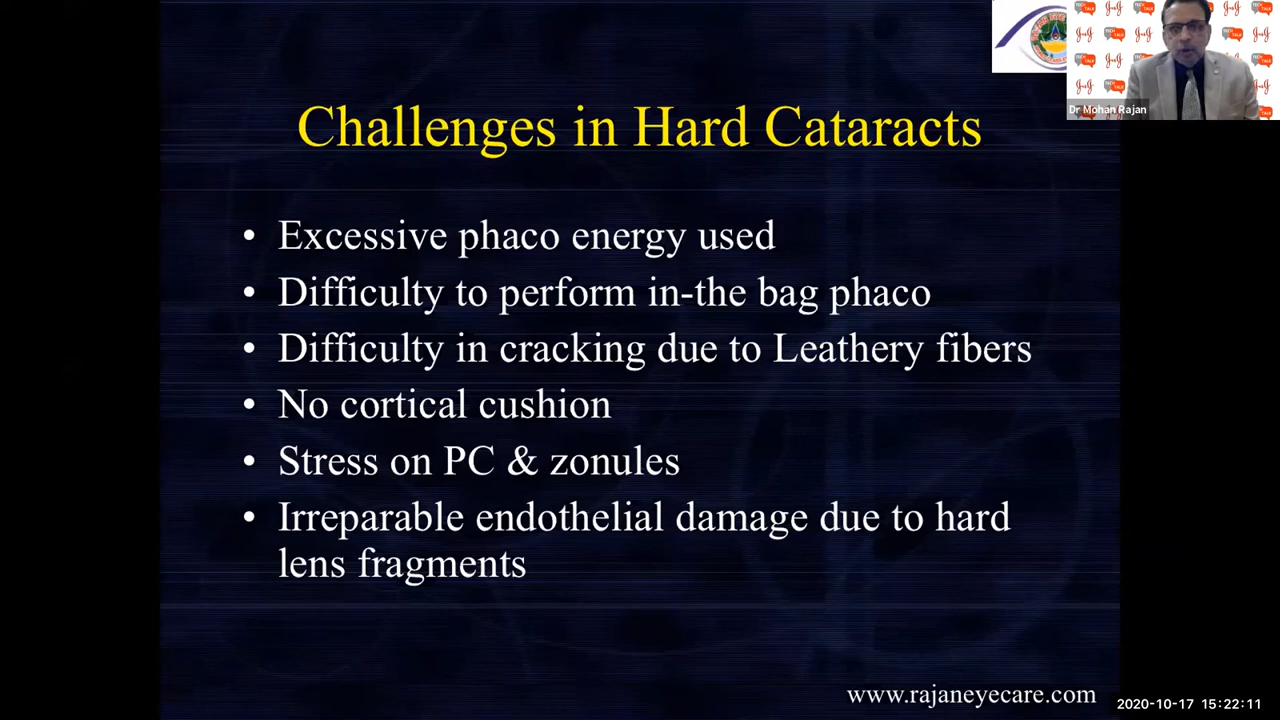 Challenges in Hard Cataracts
• Excessive phaco energy used
• Difficulty to perform in-the bag phaco
• Difficulty in cracking due to Leathery fibers
• No cortical cushion
• Stress on PC & zonules
• Irreparable endothelial damage due to hard
lens fragments
www.rajaneyecare.com
Dr Mohan Rajan
2020-10-17 15:22:11